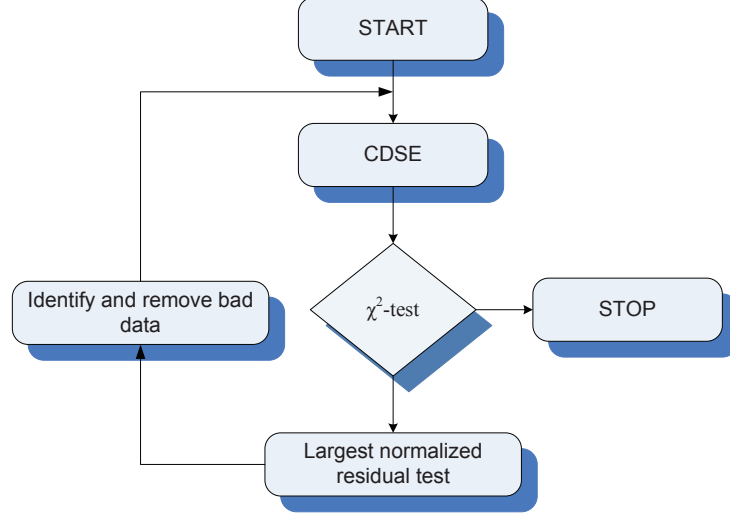 START
CDSE
χ²-test
STOP
Identify and remove bad
data
Largest normalized
residual test